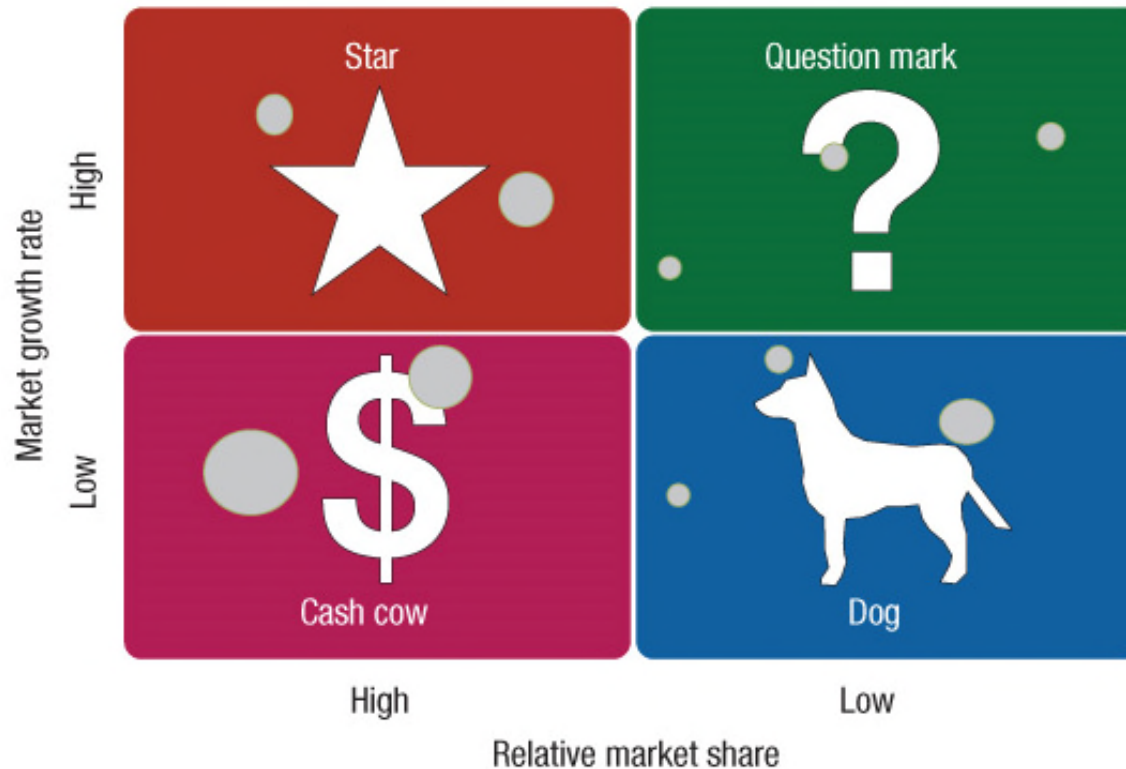 Star
Question mark
?
High
Market growth rate
$
Low
Cash cow
Dog
High
Low
Relative market share